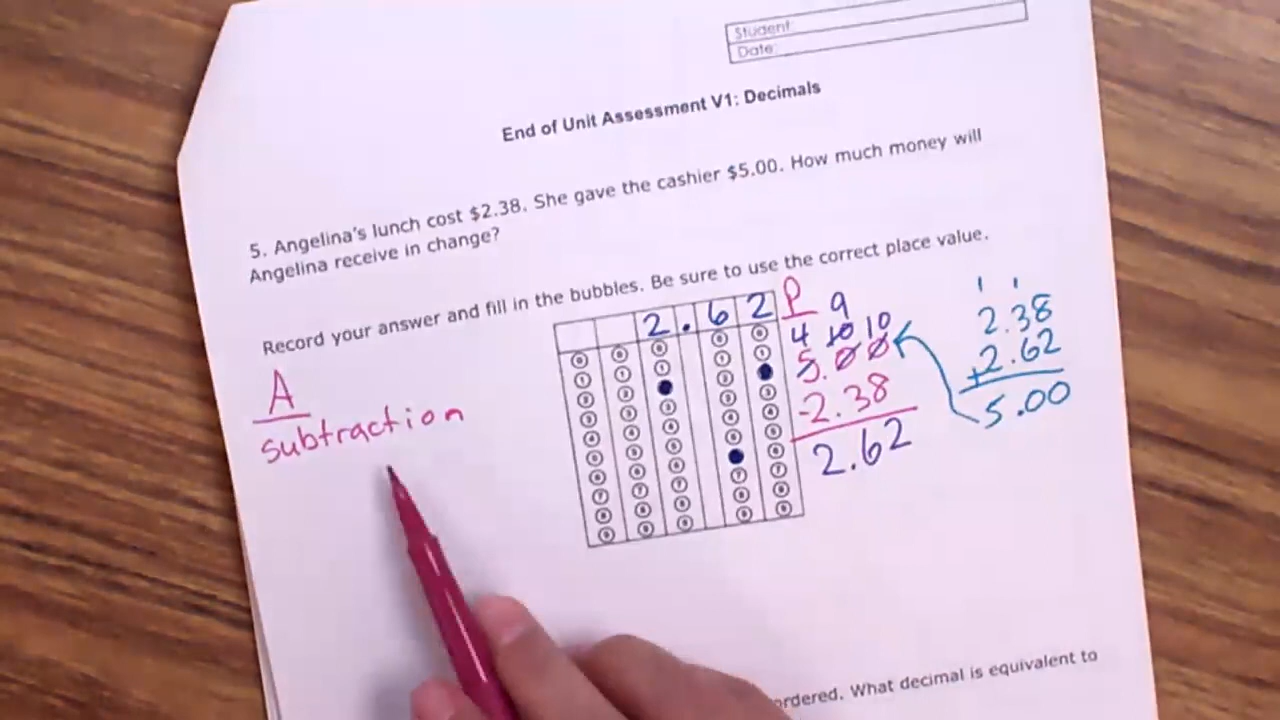 Student:
Date:
End of Unit Assessment V1: Decimals
5. Angelina's lunch cost $2.38. She gave the cashier $5.00. How much money will
Angelina receive in change?
Record your answer and fill in the bubbles. Be sure to use the correct place value.
A
subtraction
2.62
P
9
4 10 10
5.00
-2.38
2.62
1 1
2.38
+2.62
5.00
ordered. What decimal is equivalent to